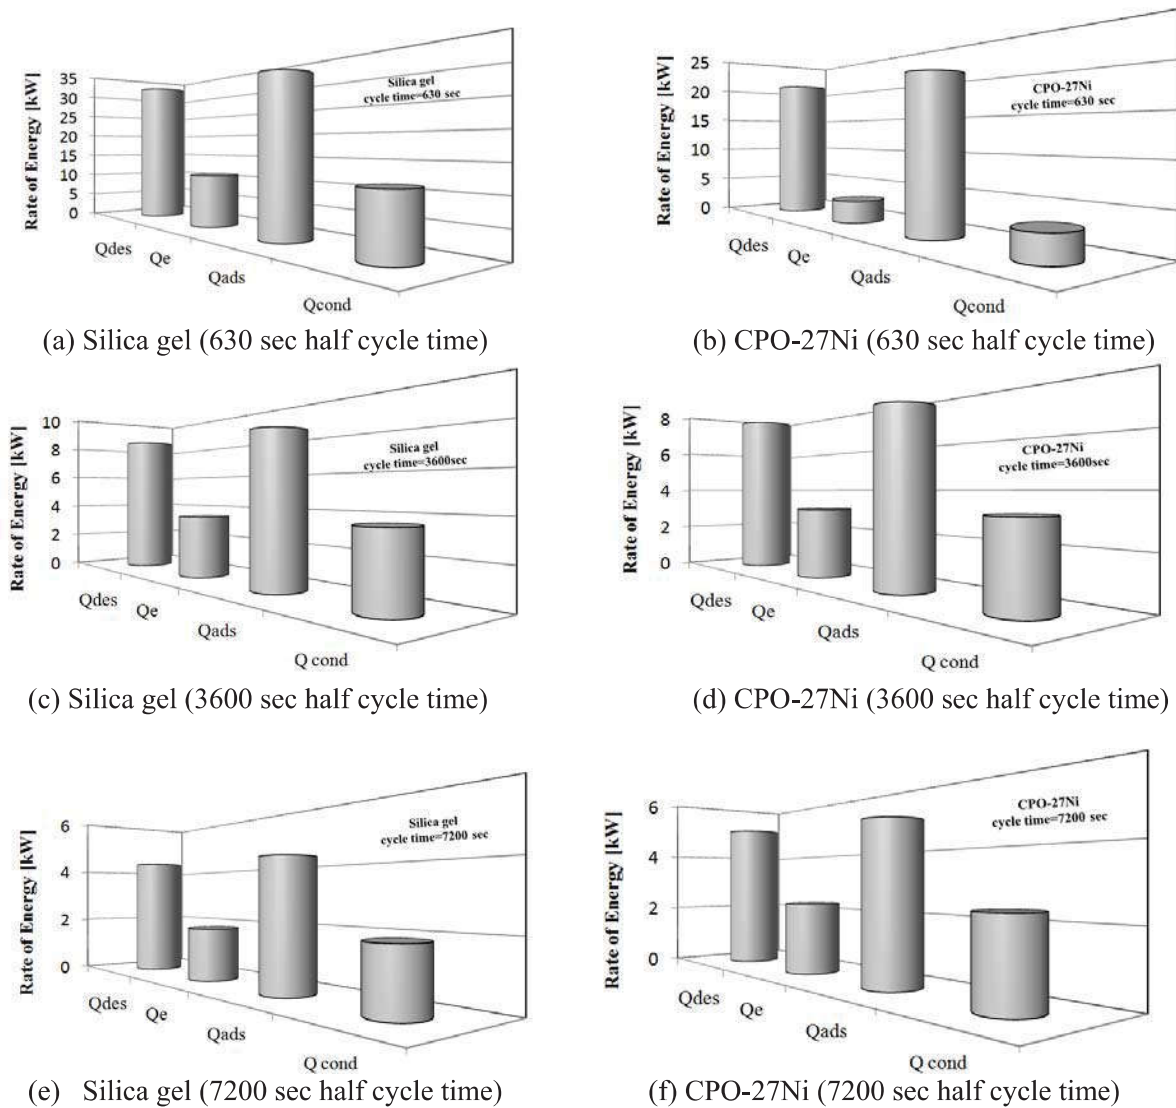 Rate of Energy [kW]
35
30
25
20
15
10
5
0
Silica gel
cycle time=630 sec
Qdes
Qe
Qads
Qcond
(a) Silica gel (630 sec half cycle time)
Rate of Energy [kW]
25
20
15
10
5
0
CPO-27Ni
cycle time=630 sec
Qdes
Qe
Qads
Qcond
(b) CPO-27Ni (630 sec half cycle time)
Rate of Energy [kW]
10
8
6
4
2
0
Silica gel
cycle time=3600sec
Qdes
Qe
Qads
Q cond
(c) Silica gel (3600 sec half cycle time)
Rate of Energy [kW]
8
6
4
2
0
CPO-27Ni
cycle time=3600sec
Qdes
Qe
Qads
Q cond
(d) CPO-27Ni (3600 sec half cycle time)
Rate of Energy [kW]
6
4
2
0
Silica gel
cycle time=7200 sec
Qdes
Qe
Qads
Q cond
(e) Silica gel (7200 sec half cycle time)
Rate of Energy [kW]
6
4
2
0
CPO-27Ni
cycle time=7200 sec
Qdes
Qe
Qads
Q cond
(f) CPO-27Ni (7200 sec half cycle time)